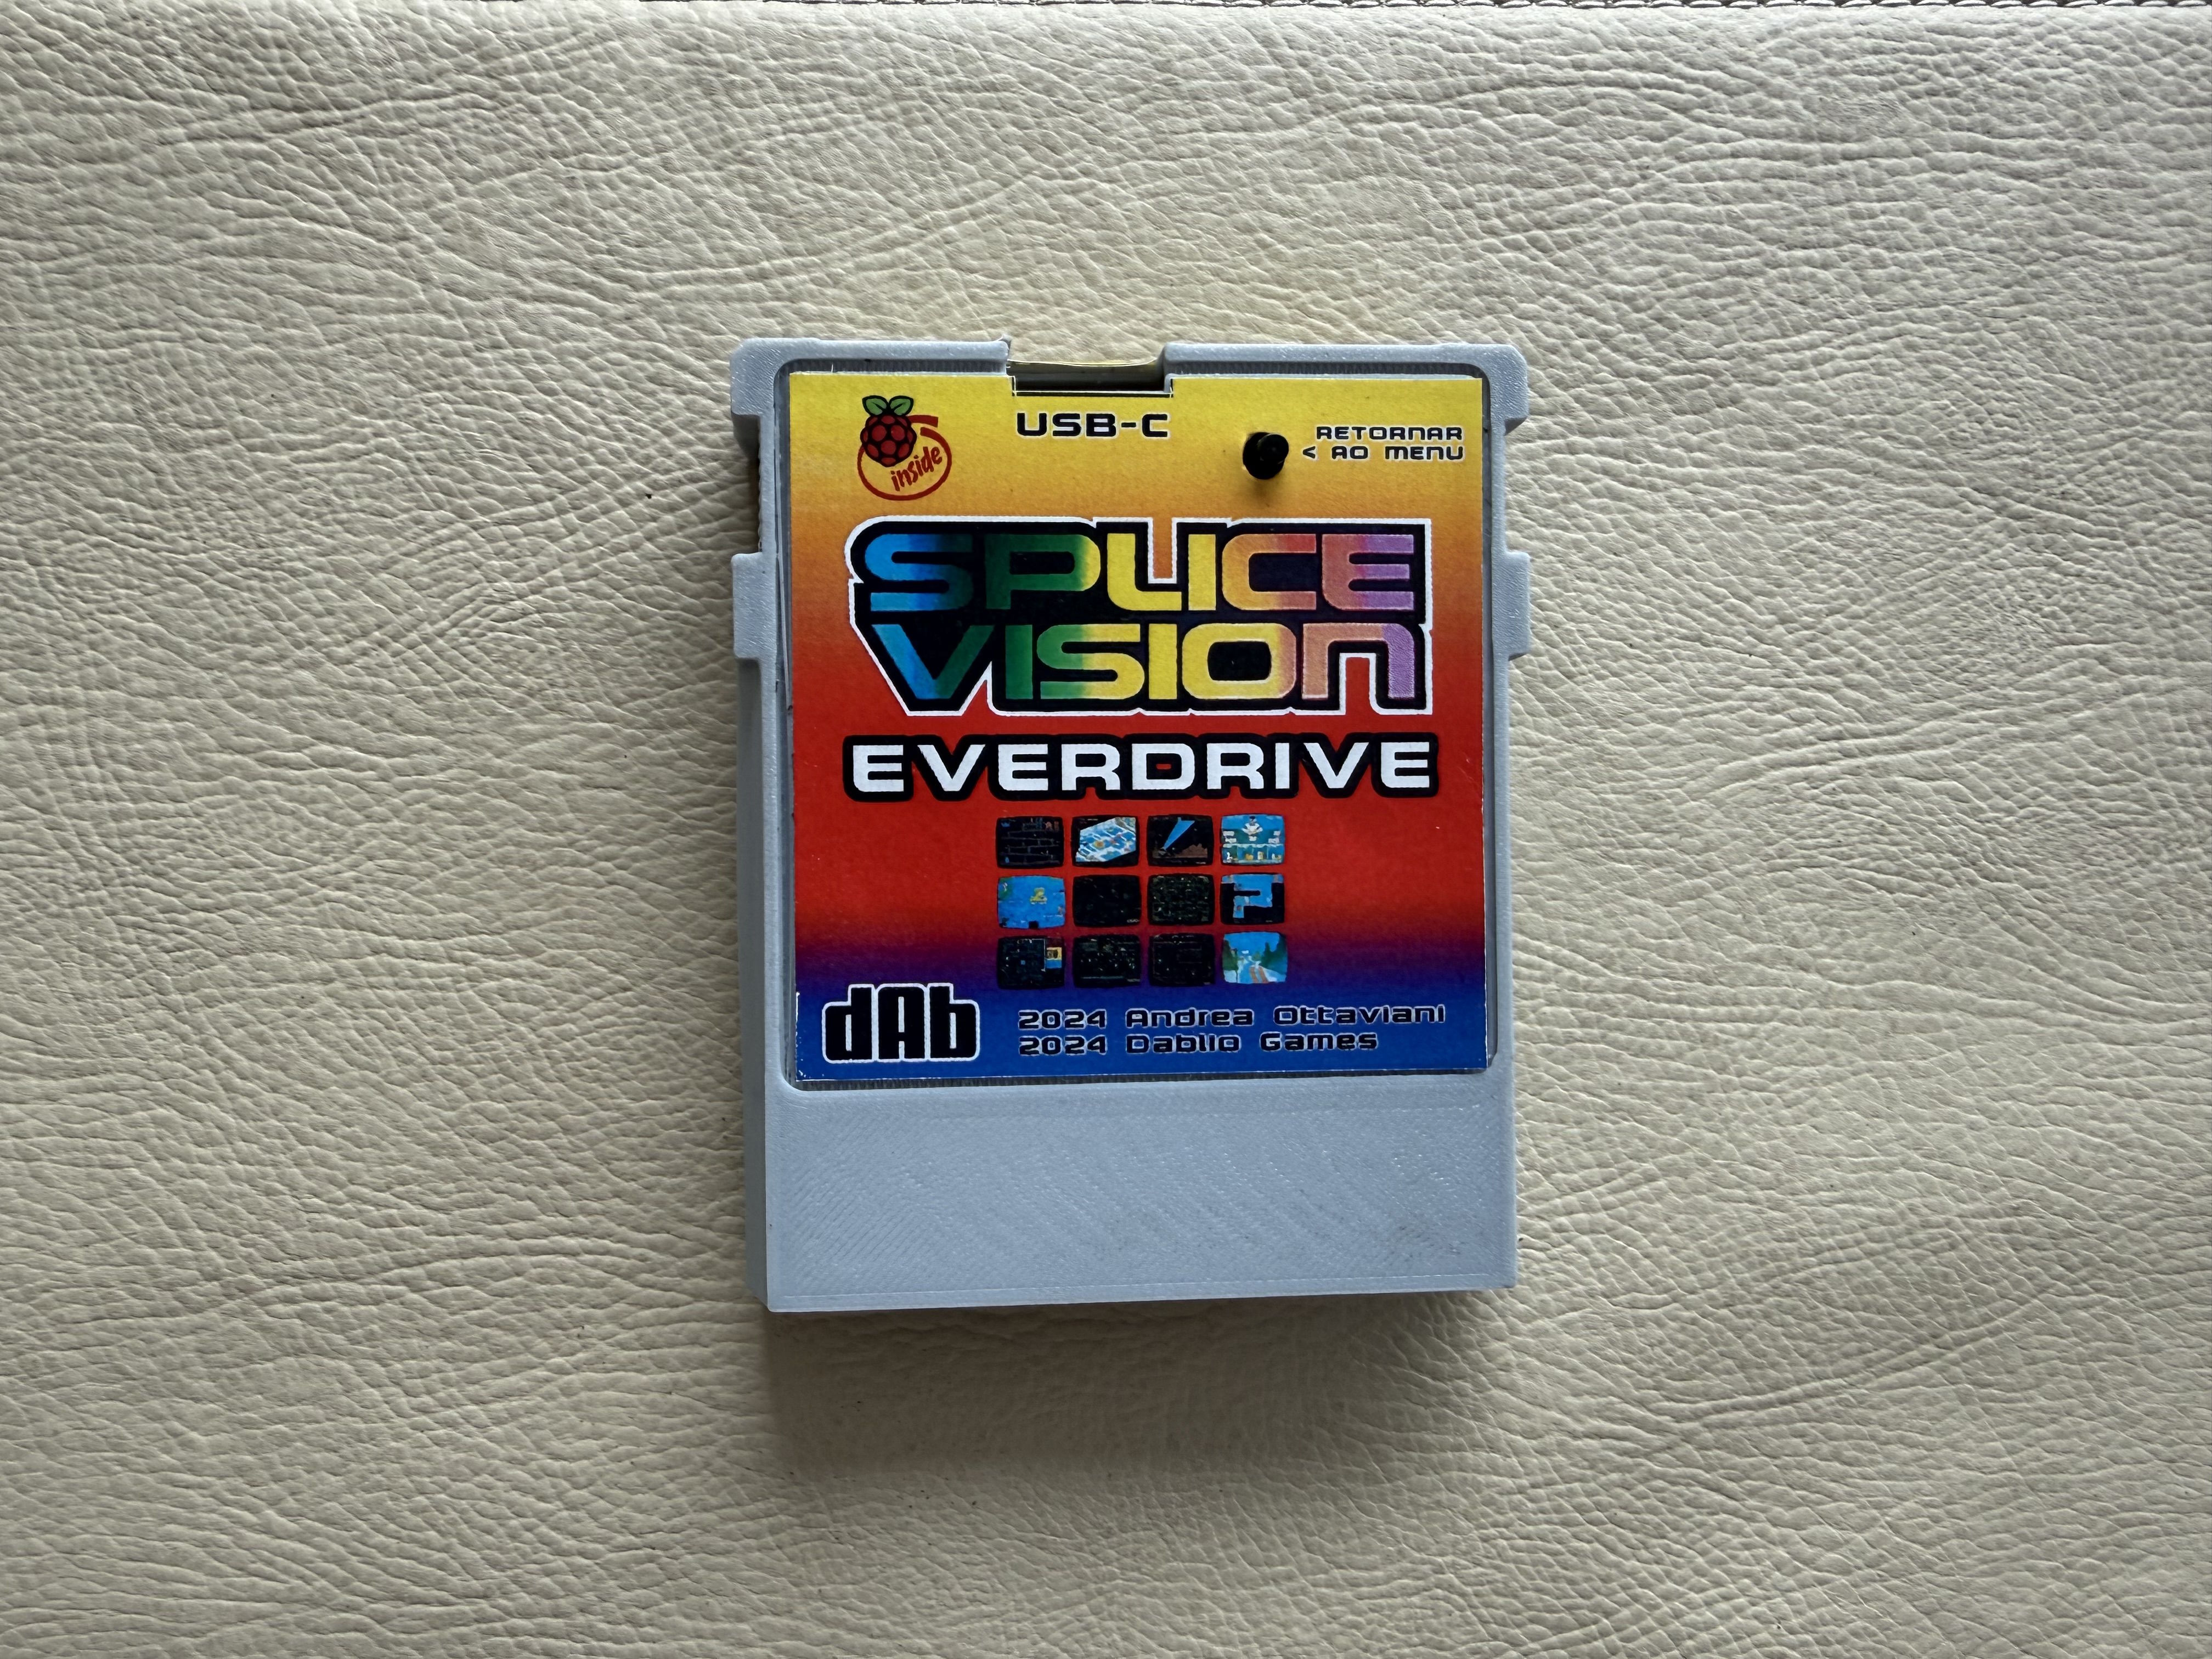 USB-C
RETORNAR
< AO MENU
inside
SPLICE
VISION
EVERDRIVE
dAb
2024 Andrea Ottaviani
2024 Dablio Games